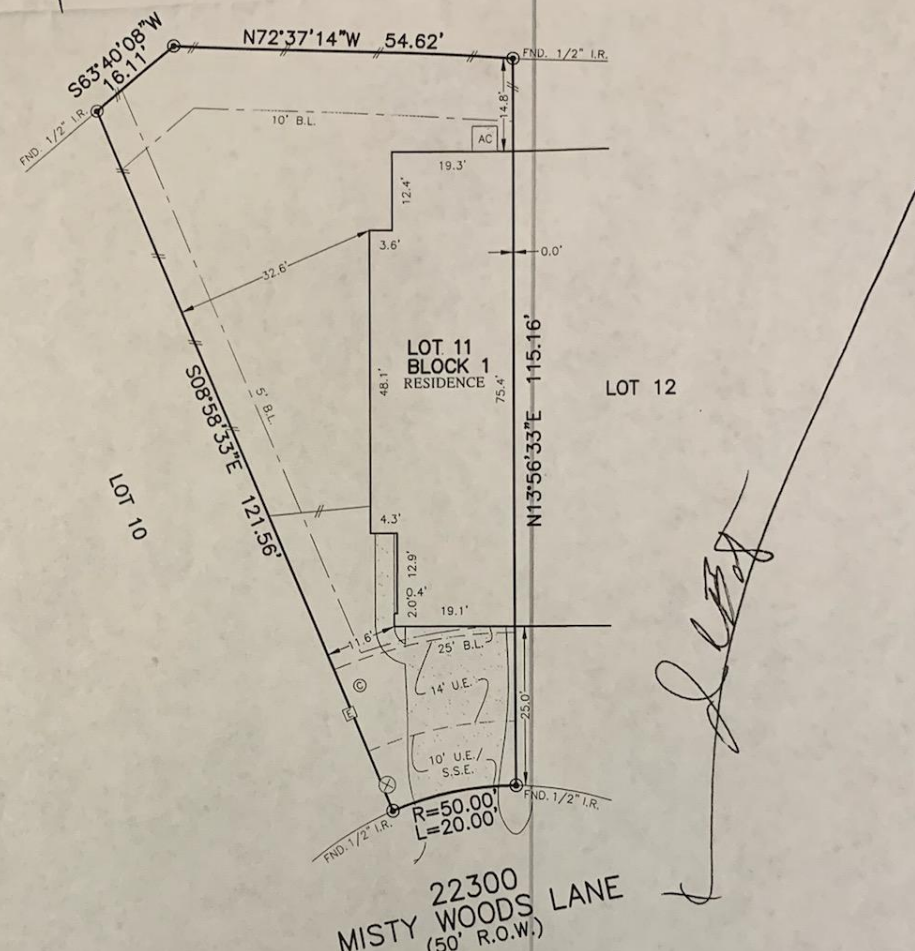 S63°40'08"W
16.11'
N72°37'14"W 54.62'
FND. 1/2" I.R.
FND. 1/2" I.R.
14.8'
10' B.L.
AC
19.3'
12.4'
3.6'
0.0'
32.6'
LOT 11
BLOCK 1
RESIDENCE
48.1'
75.4'
N13°56'33"E 115.16'
LOT 12
5' B.L.
S08°58'33"E 121.56'
LOT 10
4.3'
12.9'
0.4'
2.0'
19.1'
11.6'
25' B.L.
C
14' U.E.
E
25.0'
10' U.E./
S.S.E.
FND. 1/2" I.R.
R=50.00'
L=20.00'
FND. 1/2" I.R.
22300
MISTY WOODS LANE
(50' R.O.W.)